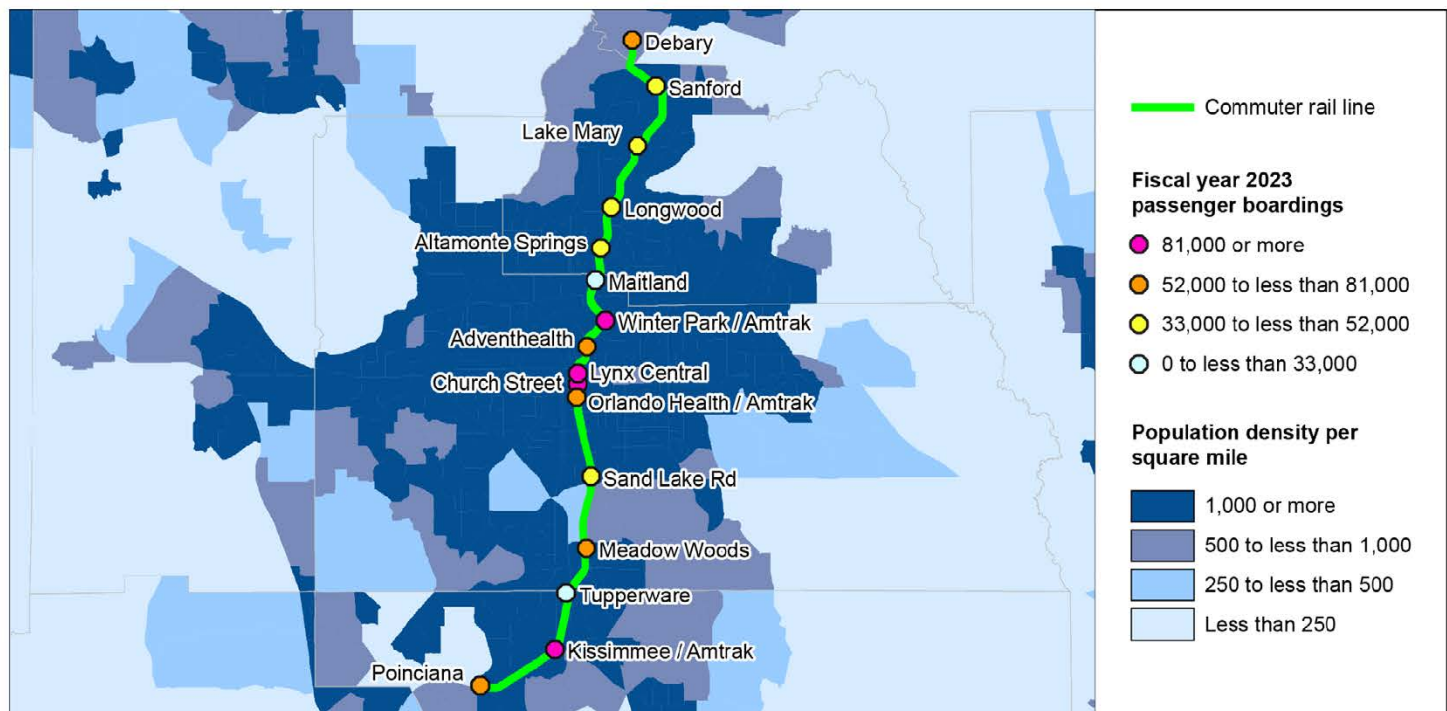 Debary
Sanford
Lake Mary
Longwood
Altamonte Springs
Maitland
Winter Park / Amtrak
Adventhealth
Lynx Central
Church Street
Orlando Health / Amtrak
Sand Lake Rd
Meadow Woods
Tupperware
Kissimmee / Amtrak
Poinciana
Commuter rail line
Fiscal year 2023
passenger boardings
81,000 or more
52,000 to less than 81,000
33,000 to less than 52,000
0 to less than 33,000
Population density per
square mile
1,000 or more
500 to less than 1,000
250 to less than 500
Less than 250